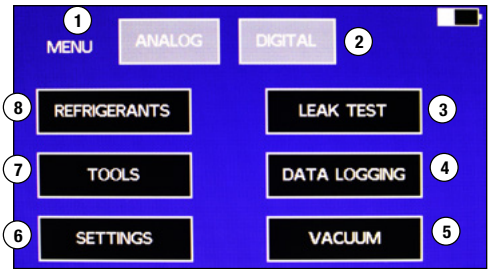 1
MENU ANALOG DIGITAL 2
8 REFRIGERANTS LEAK TEST 3
7 TOOLS DATA LOGGING 4
6 SETTINGS VACUUM 5